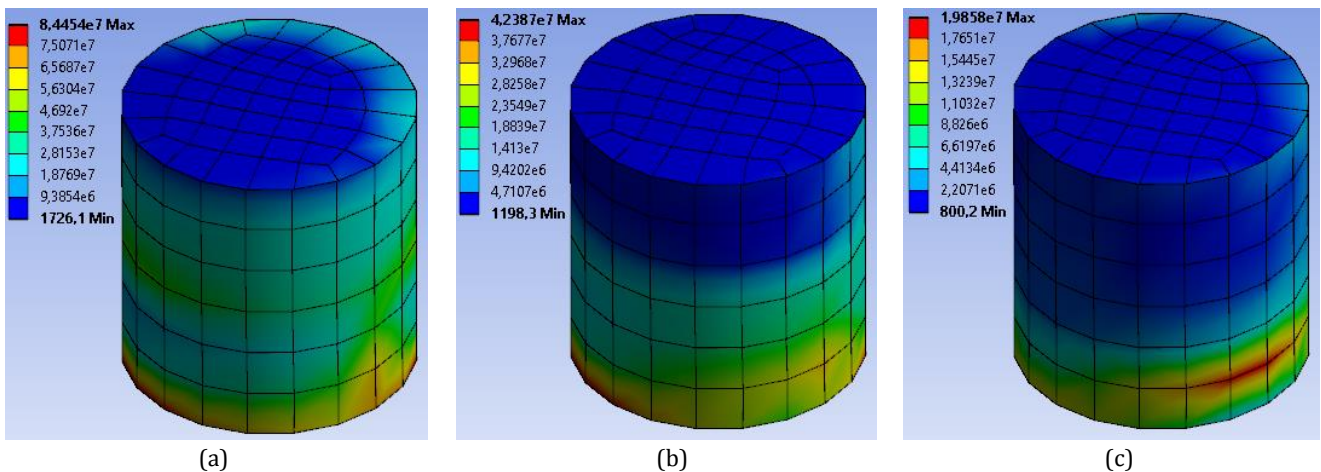 8,4454e7 Max
7,5071e7
6,5687e7
5,6304e7
4,692e7
3,7536e7
2,8153e7
1,8769e7
9,3854e6
1726,1 Min
(a)
4,2387e7 Max
3,7677e7
3,2968e7
2,8258e7
2,3549e7
1,8839e7
1,413e7
9,4202e6
4,7107e6
1198,3 Min
(b)
1,9858e7 Max
1,7651e7
1,5445e7
1,3239e7
1,1032e7
8,826e6
6,6197e6
4,4134e6
2,2071e6
800,2 Min
(c)